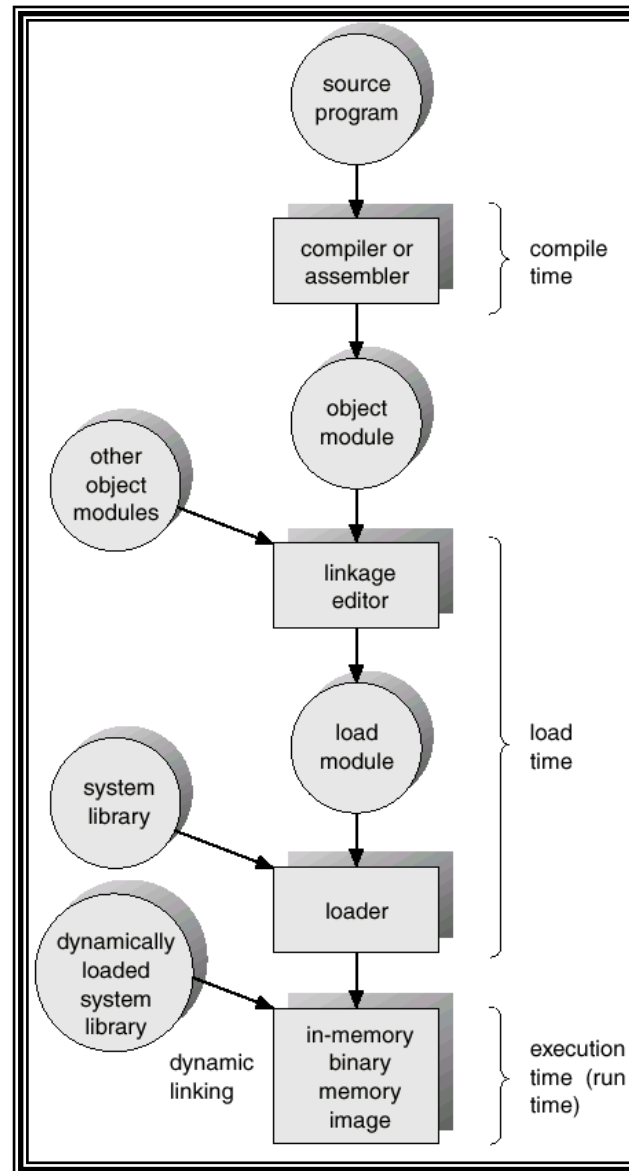 source
program
compiler or
assembler
compile
time
object
module
other
object
modules
linkage
editor
load
module
load
time
system
library
loader
dynamically
loaded
system
library
dynamic
linking
in-memory
binary
memory
image
execution
time (run
time)